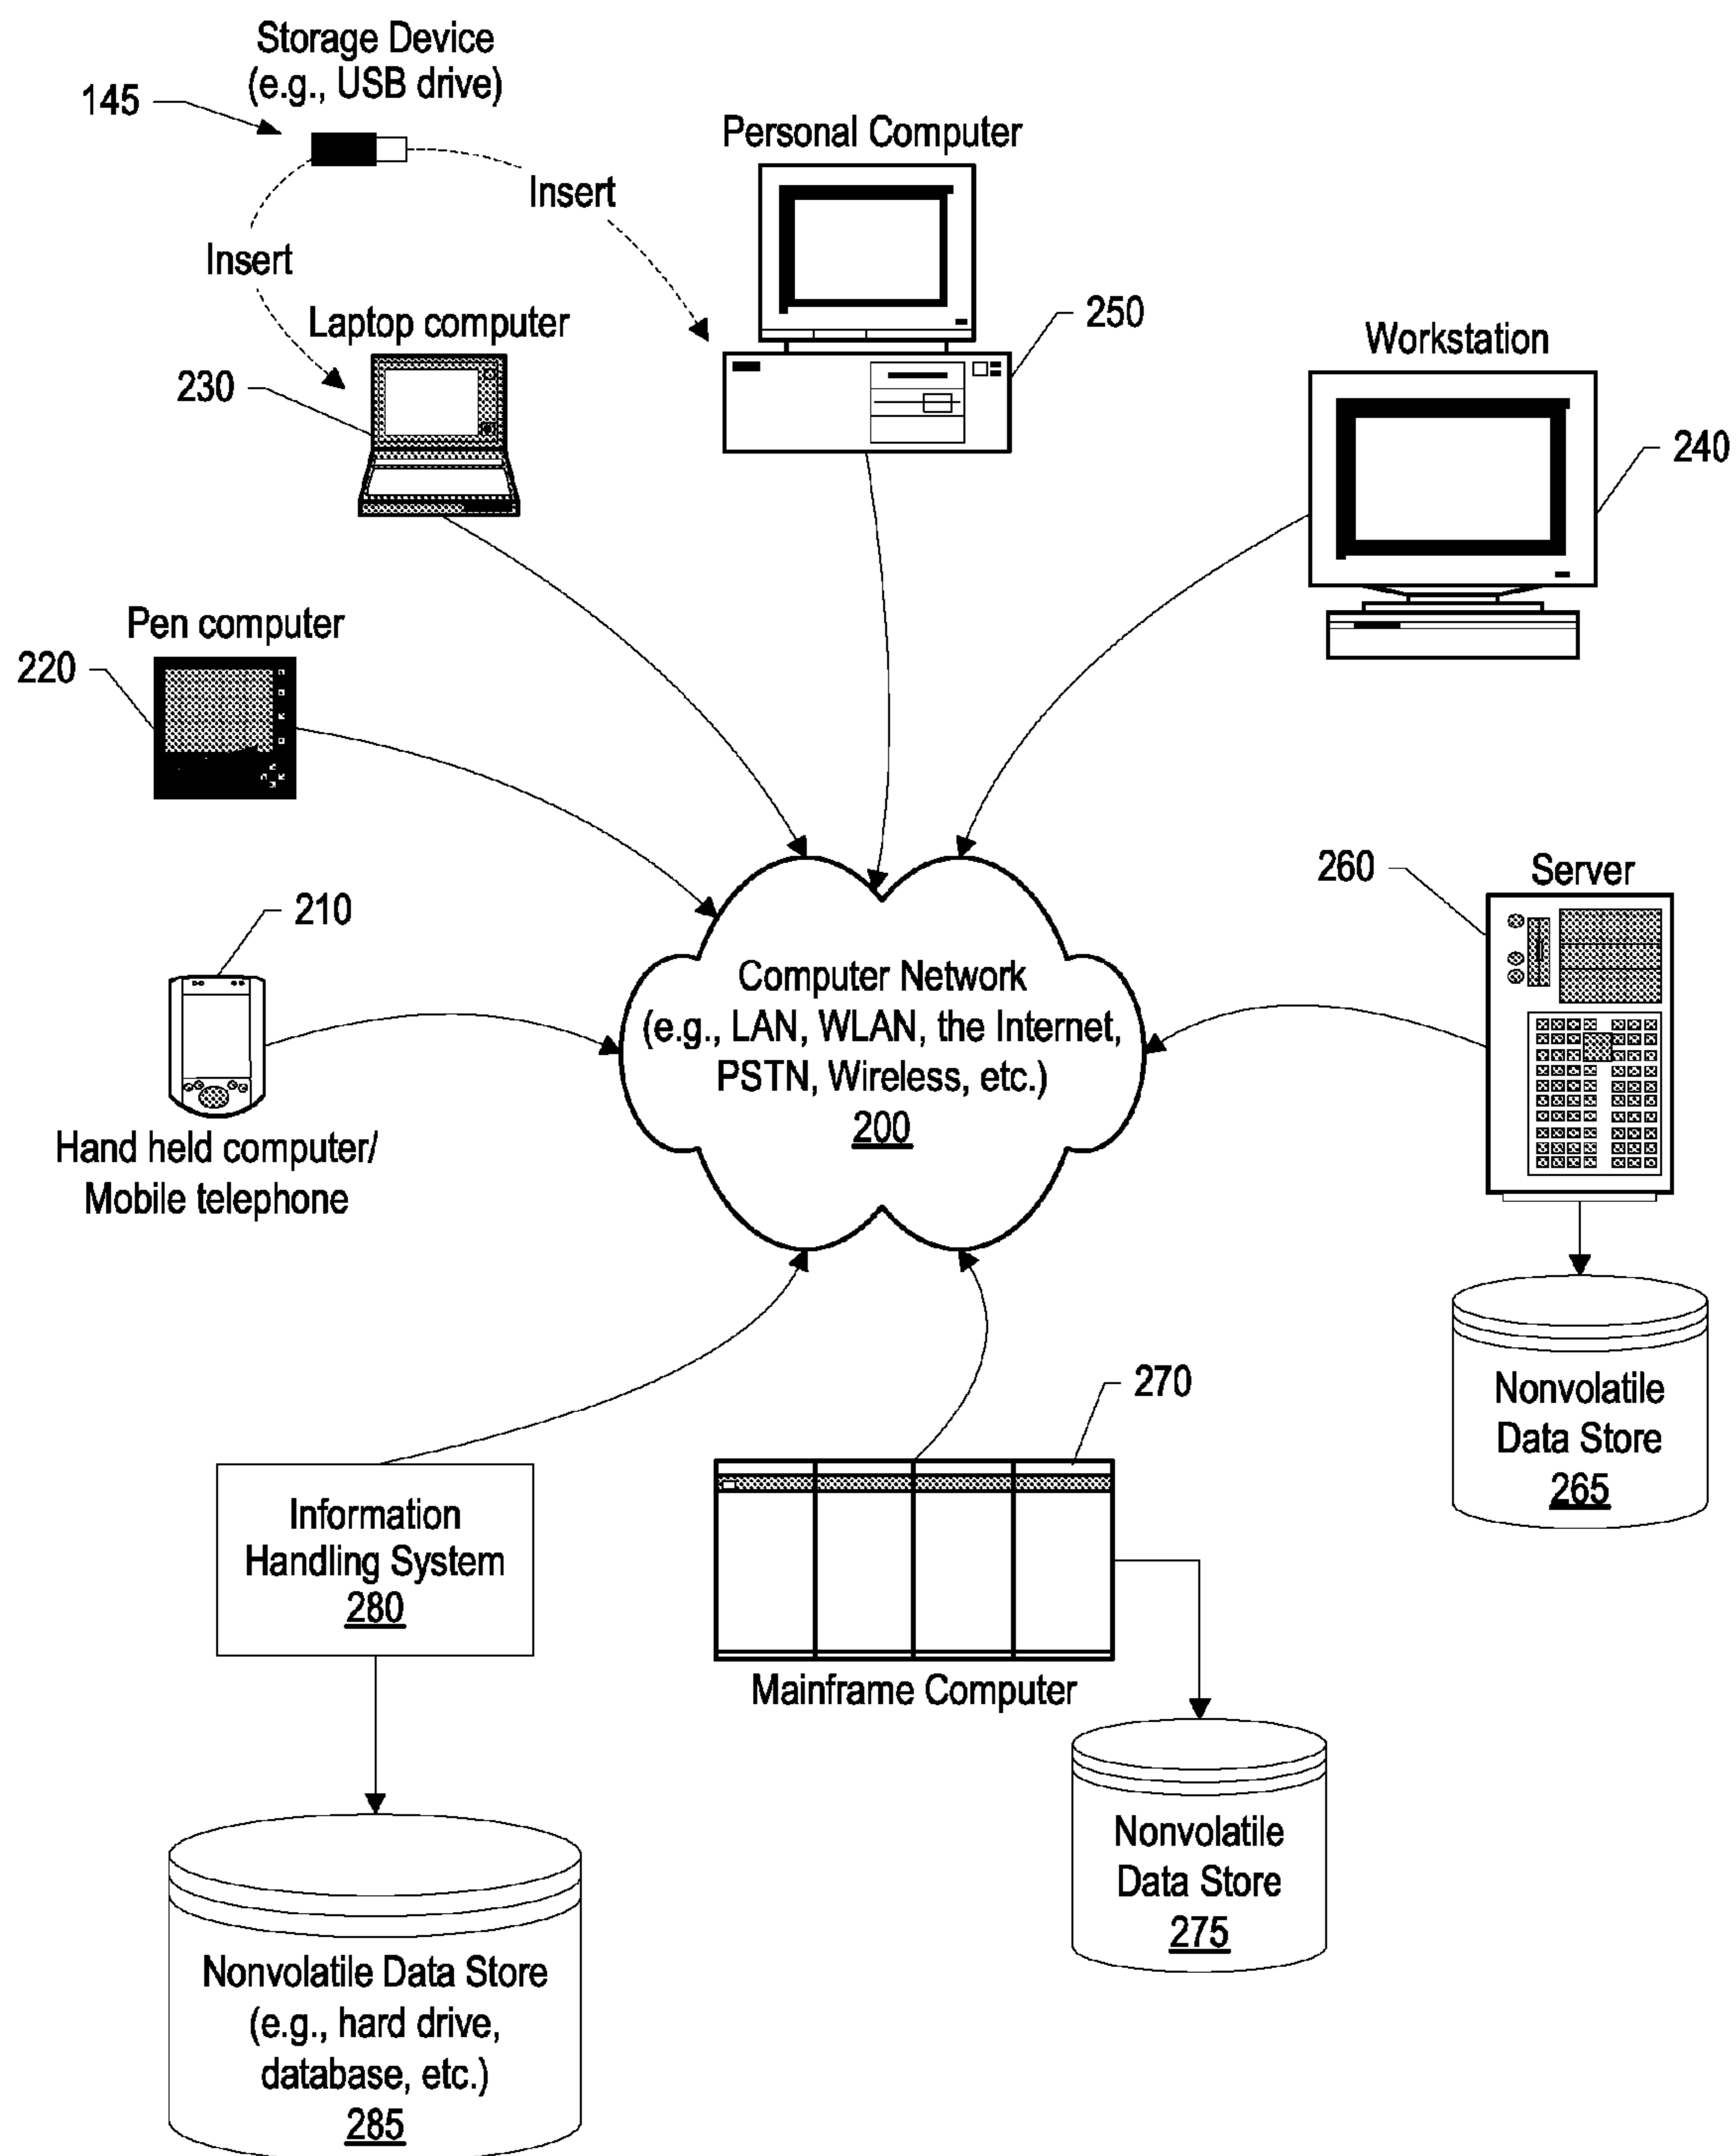 Storage Device
(e.g., USB drive)
145
Insert
Insert
Personal Computer
250
Laptop computer
230
Workstation
240
Pen computer
220
210
Hand held computer/
Mobile telephone
Computer Network
(e.g., LAN, WLAN, the Internet,
PSTN, Wireless, etc.)
200
260
Server
Nonvolatile
Data Store
265
270
Mainframe Computer
Nonvolatile
Data Store
275
Information
Handling System
280
Nonvolatile Data Store
(e.g., hard drive,
database, etc.)
285